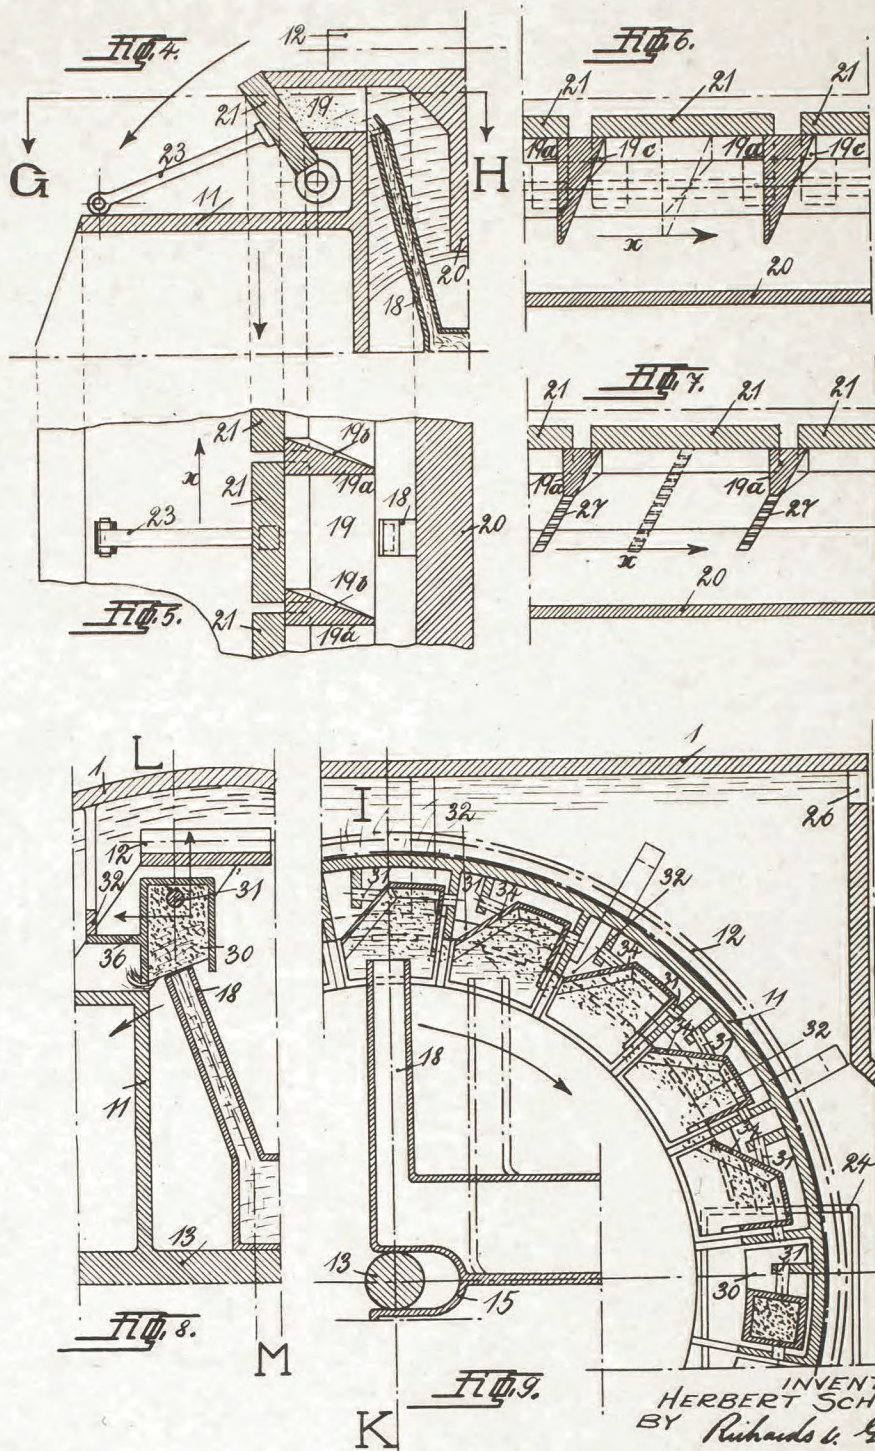 Fig. 4.
12
21
19
23
G
H
11
20
18
Fig. 6.
21
21
21
19a
19c
19a
19c
x
20
Fig. 7.
21
21
21
19a
19a
27
27
x
20
21
19b
x
19a
21
18
23
19
20
19b
Fig. 5.
21
19a
L
1
12
32
31
36
30
18
11
13
Fig. 8.
M
1
I
32
26
31
31
34
32
12
34
31
11
34
31
32
18
34
31
24
13
31
30
15
Fig. 9.
K
INVENT
HERBERT SCH
BY Richards &